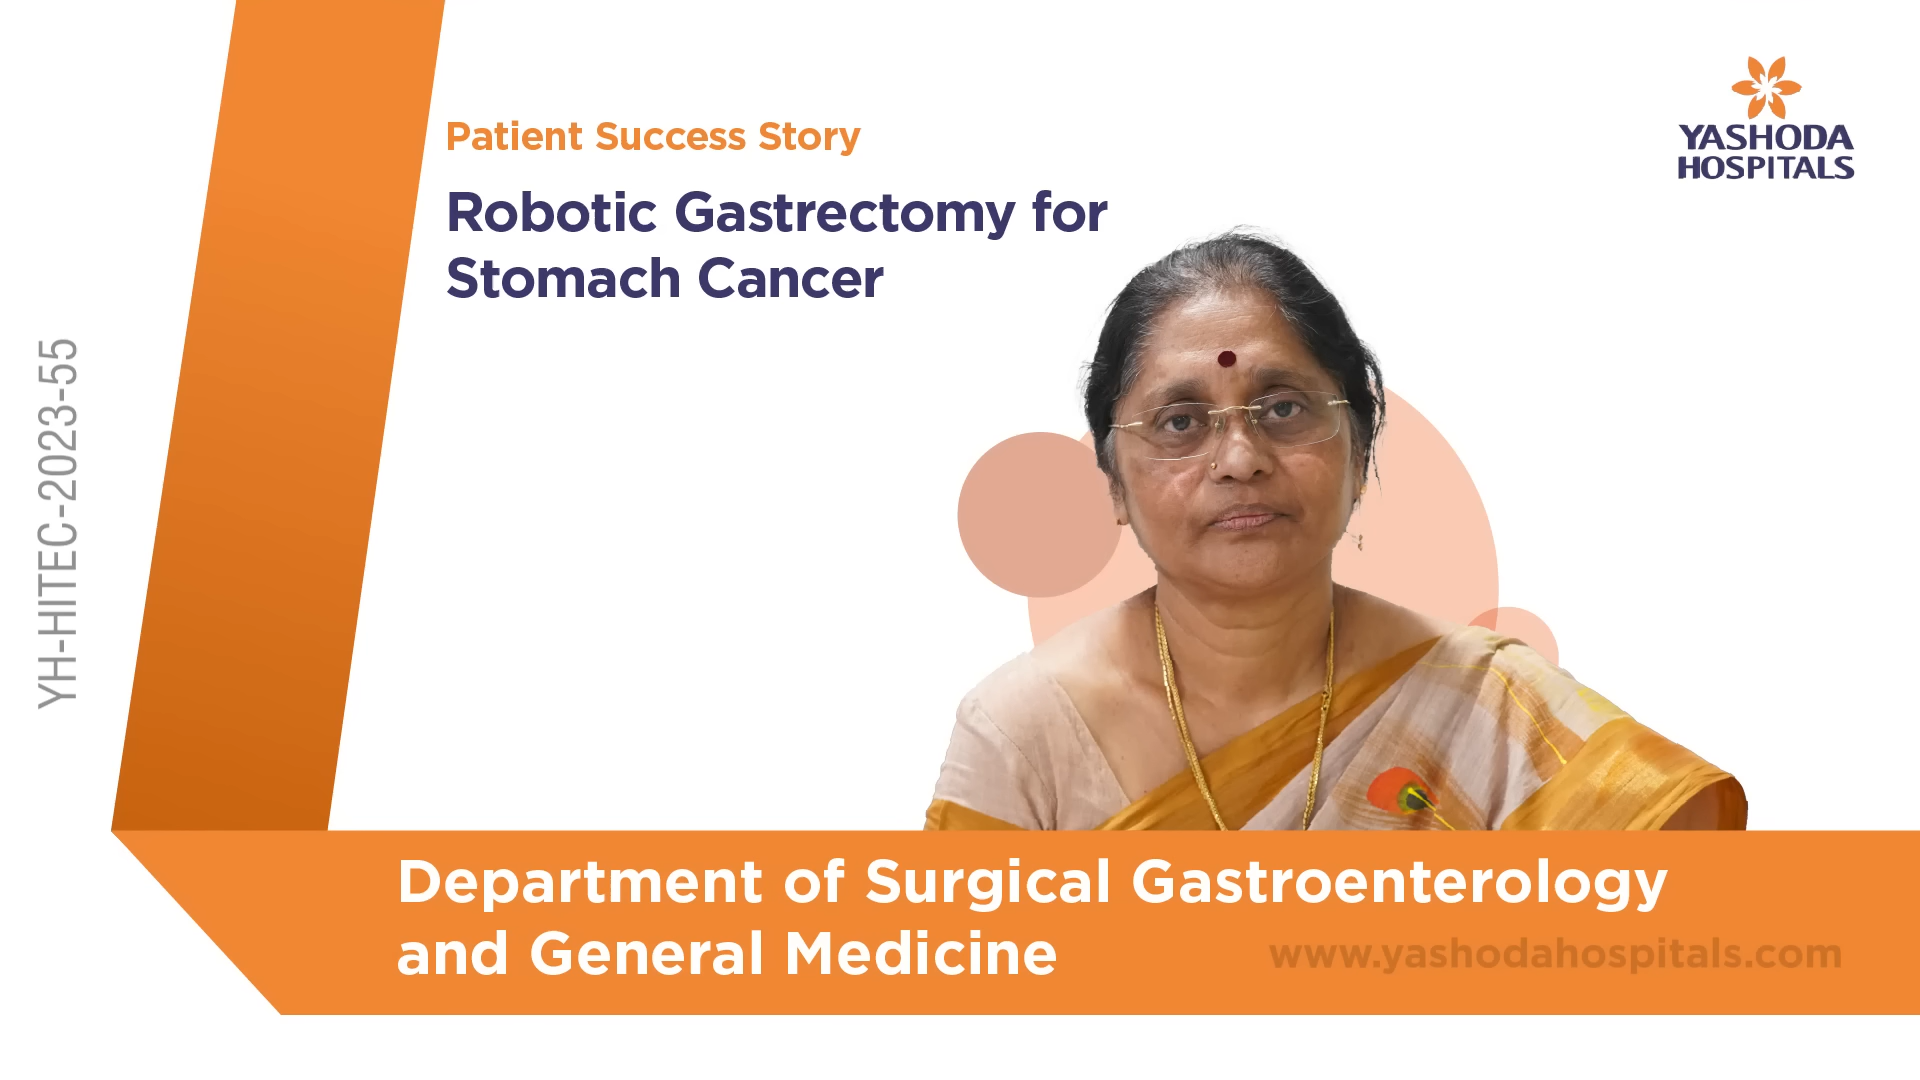 Patient Success Story
Robotic Gastrectomy for
Stomach Cancer
YASHODA
HOSPITALS
YH-HITEC-2023-55
Department of Surgical Gastroenterology
and General Medicine
www.yashodahospitals.com